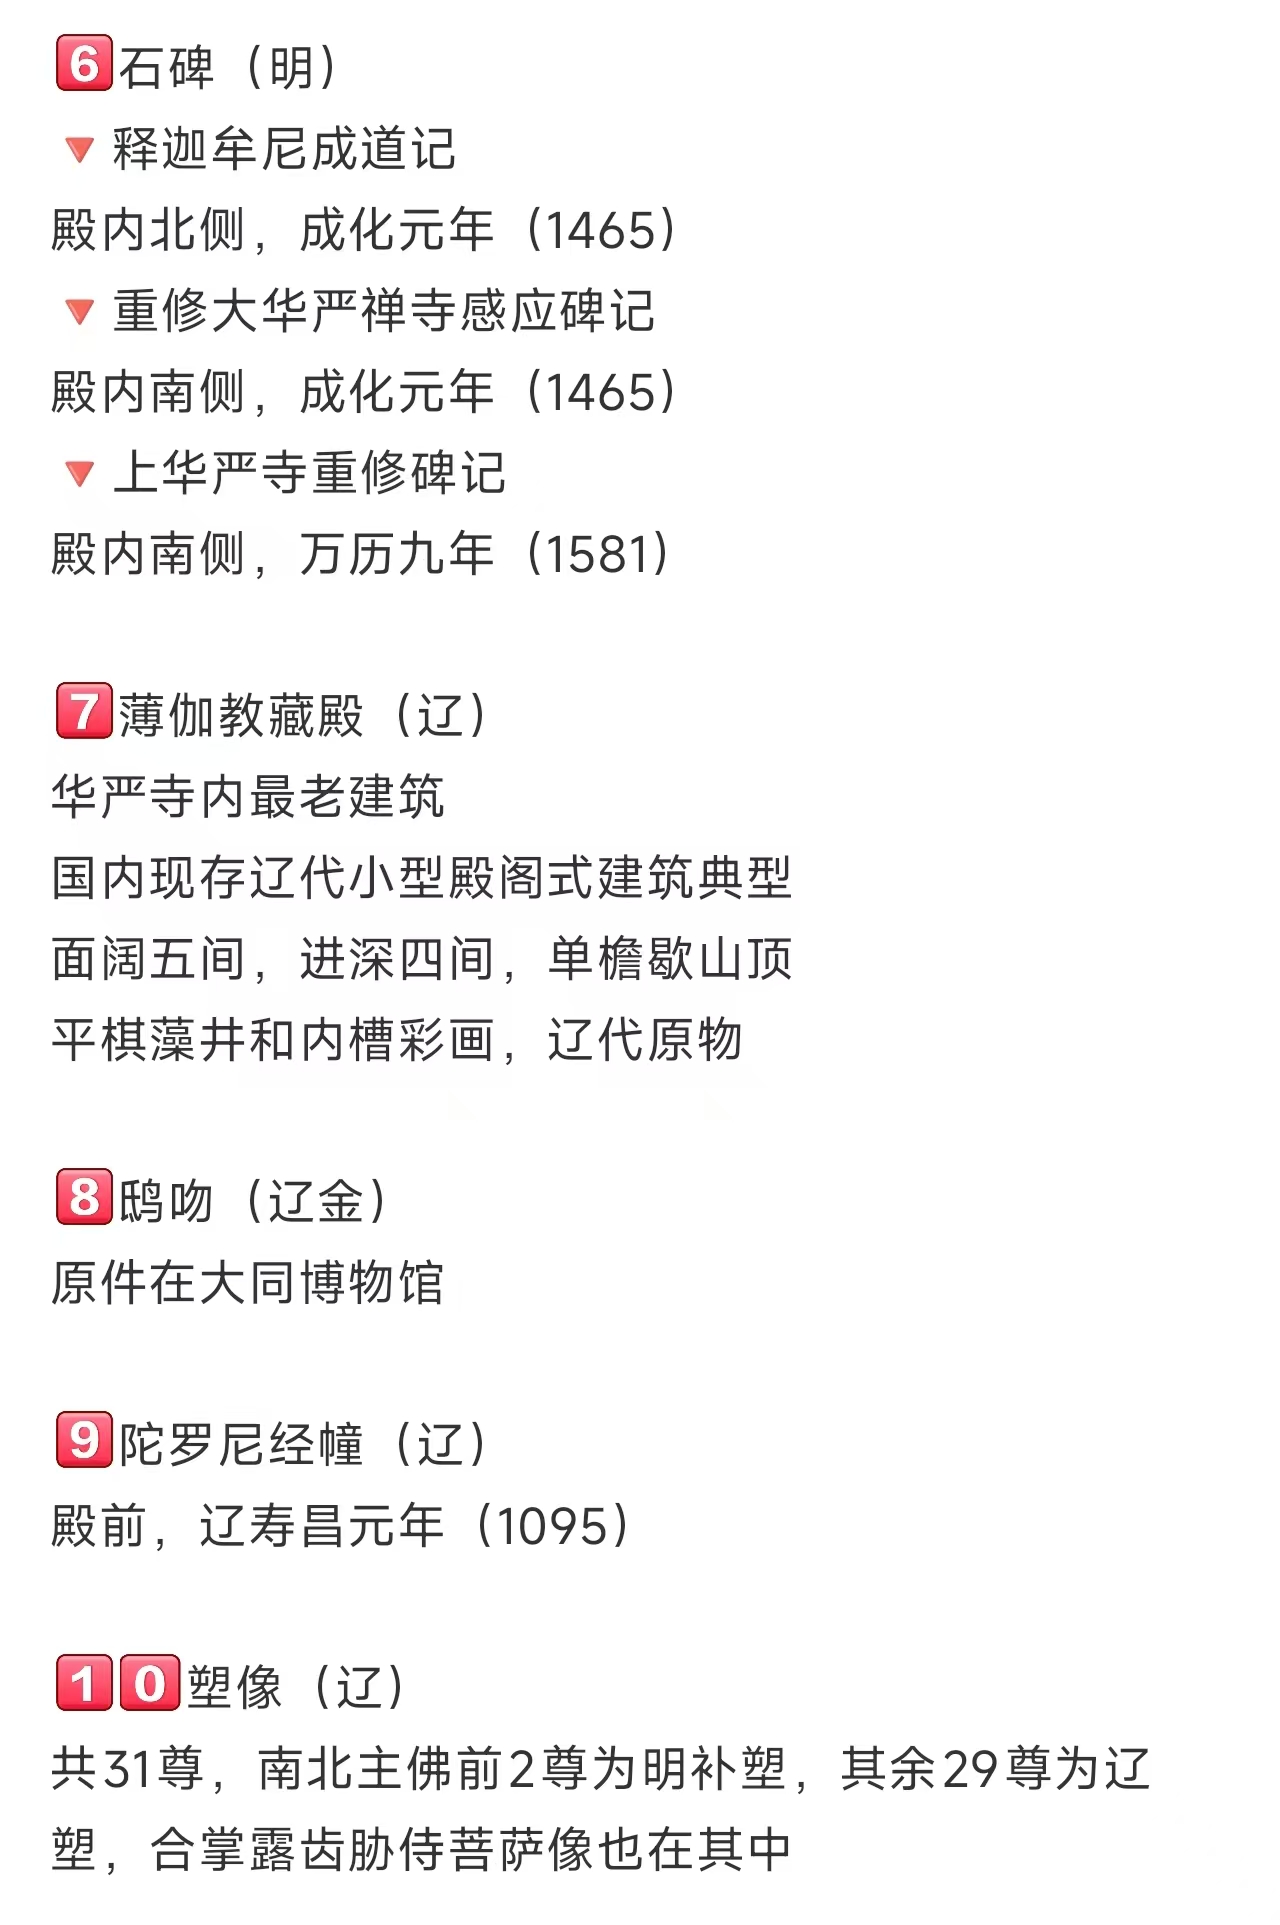 6️⃣石碑（明）
🔻释迦牟尼成道记
殿内北侧，成化元年（1465）
🔻重修大华严禅寺感应碑记
殿内南侧，成化元年（1465）
🔻上华严寺重修碑记
殿内南侧，万历九年（1581）
7️⃣薄伽教藏殿（辽）
华严寺内最老建筑
国内现存辽代小型殿阁式建筑典型
面阔五间，进深四间，单檐歇山顶
平棋藻井和内槽彩画，辽代原物
8️⃣鸱吻（辽金）
原件在大同博物馆
9️⃣陀罗尼经幢（辽）
殿前，辽寿昌元年（1095）
1️⃣0️⃣塑像（辽）
共31尊，南北主佛前2尊为明补塑，其余29尊为辽
塑，合掌露齿胁侍菩萨像也在其中